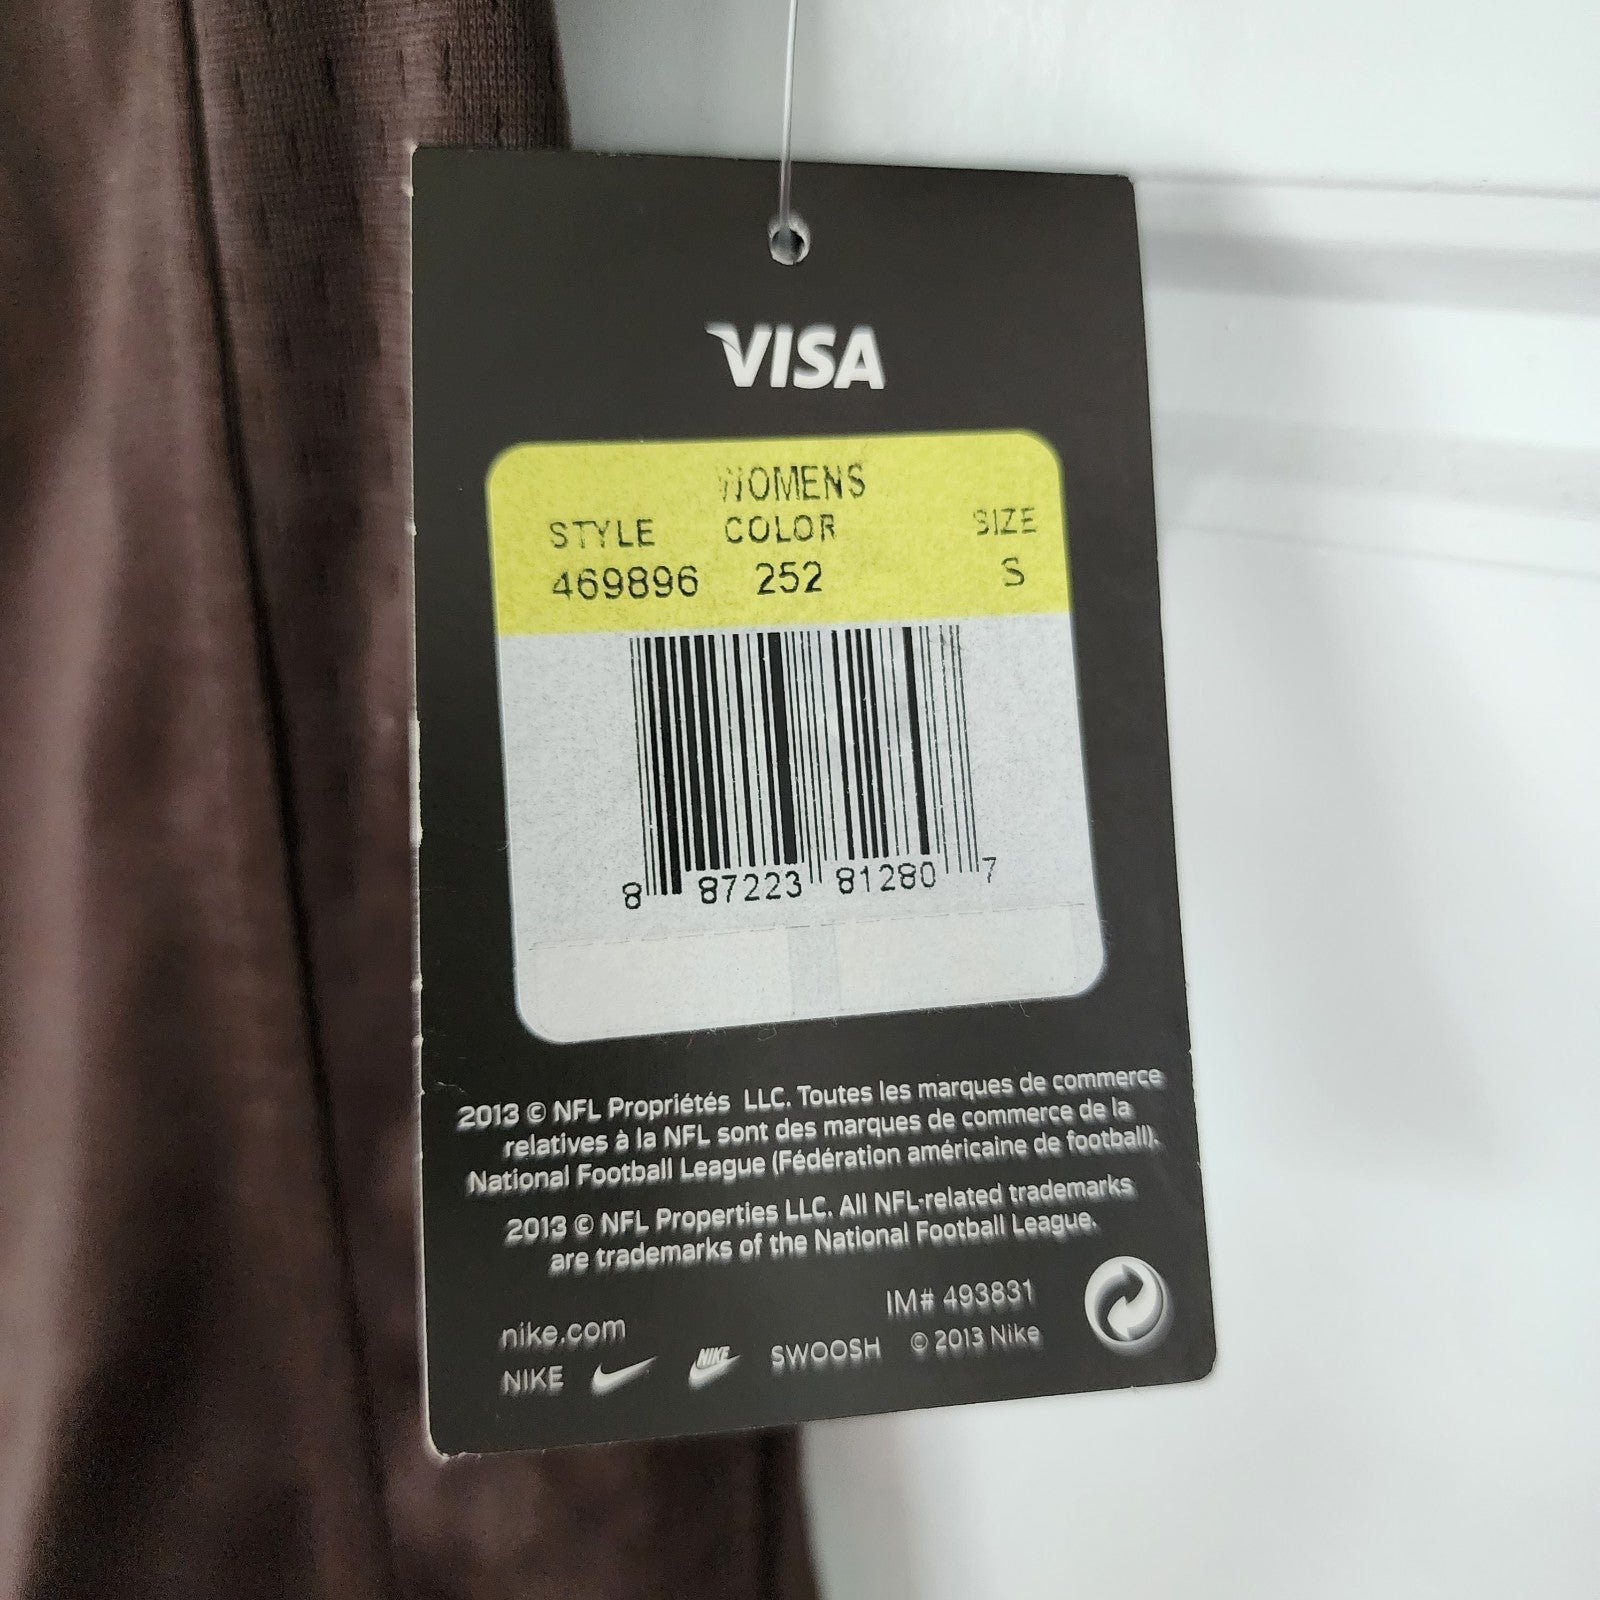 VISA
WOMENS
STYLE COLOR SIZE
469896 252 S
8 87223 81280 7
2013 © NFL Propriétés LLC. Toutes les marques de commerce
relatives à la NFL sont des marques de commerce de la
National Football League (Fédération américaine de football).
2013 © NFL Properties LLC. All NFL-related trademarks
are trademarks of the National Football League.
IM# 493831
nike.com
NIKE NIKE SWOOSH © 2013 Nike